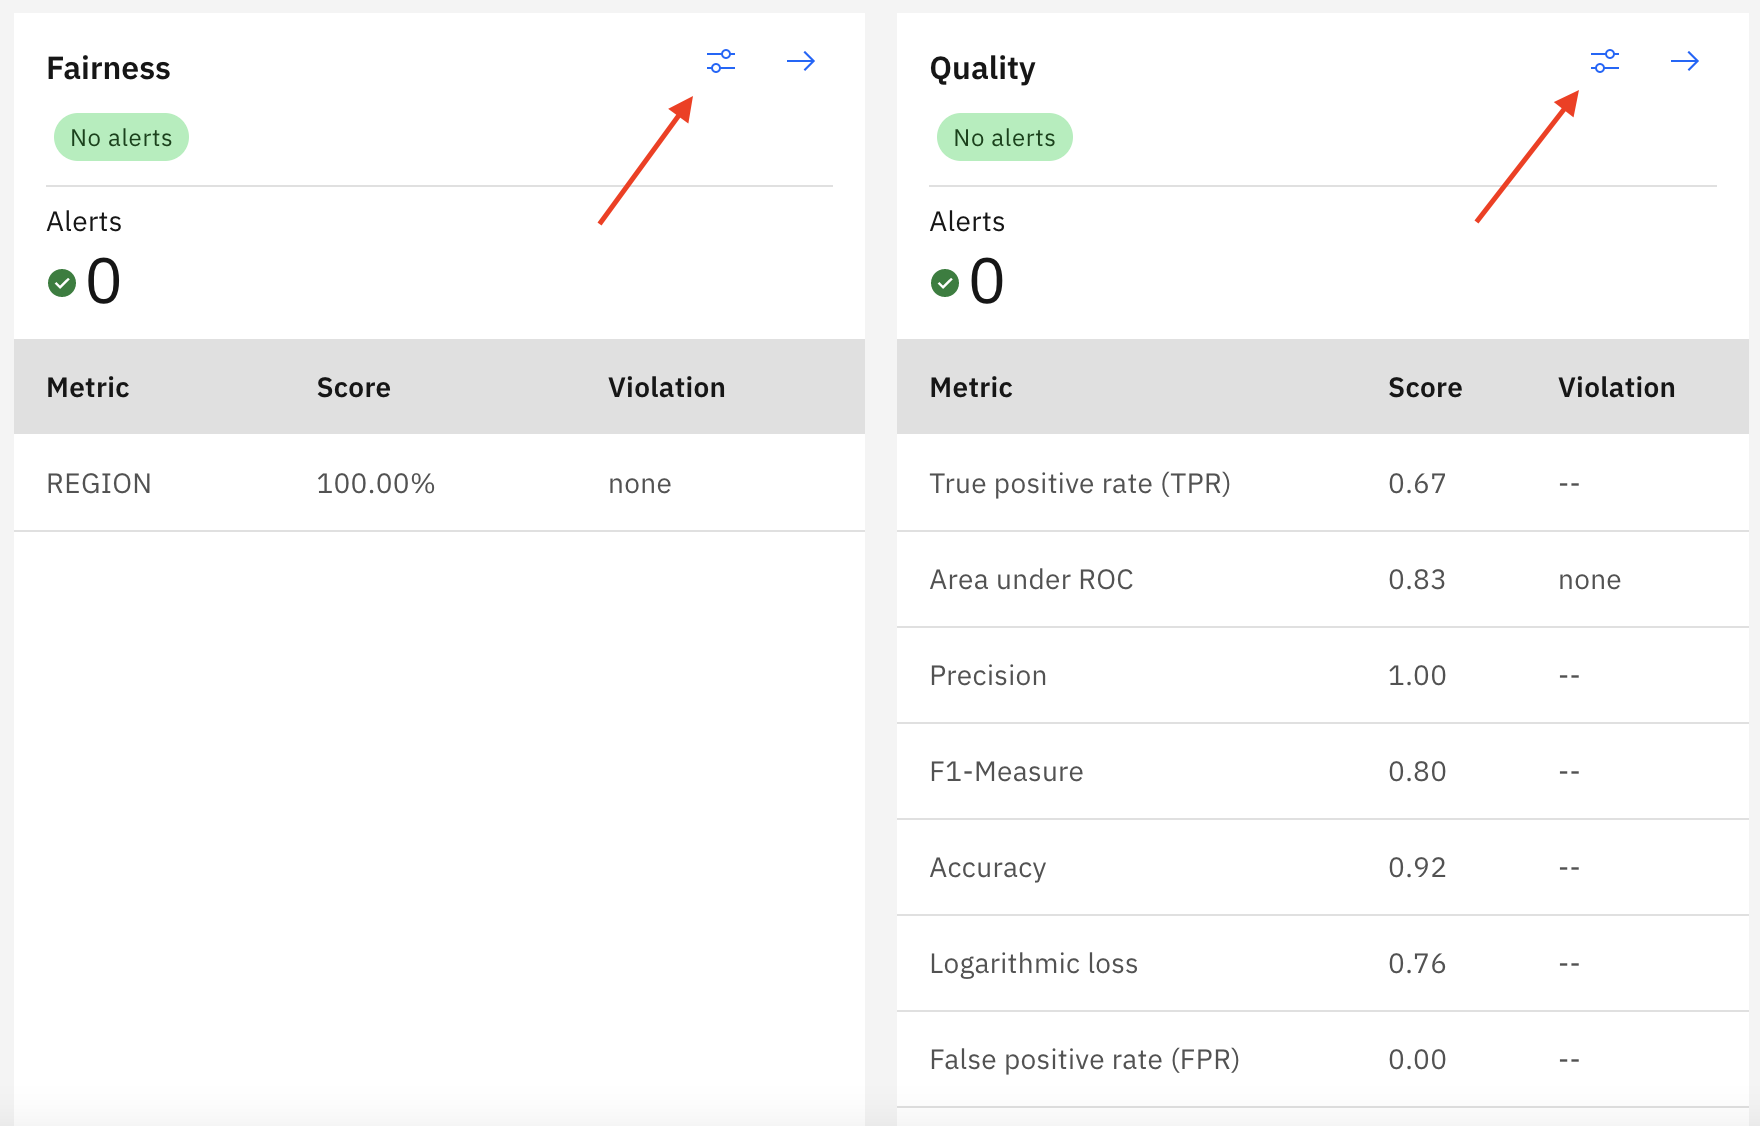 Fairness
No alerts
Alerts
0
Metric Score Violation
REGION 100.00% none
Quality
No alerts
Alerts
0
Metric Score Violation
True positive rate (TPR) 0.67 --
Area under ROC 0.83 none
Precision 1.00 --
F1-Measure 0.80 --
Accuracy 0.92 --
Logarithmic loss 0.76 --
False positive rate (FPR) 0.00 --